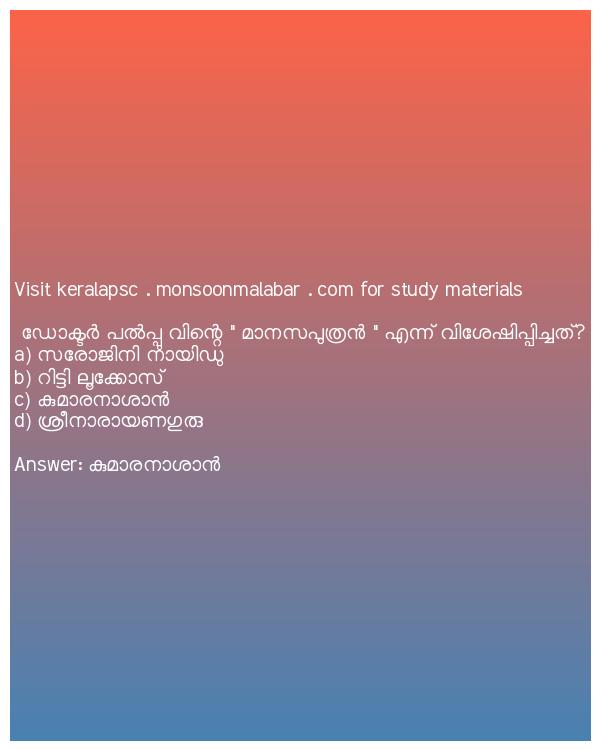 Visit keralapsc . monsoonmalabar . com for study materials
ഡോക്ടർ പൽപ്പു വിന്റെ " മാനസപുത്രൻ " എന്ന് വിശേഷിപ്പിച്ചത്?
a) സരോജിനി നായിഡു
b) റിട്ടി ലൂക്കോസ്
c) കുമാരനാശാൻ
d) ശ്രീനാരായണഗുരു
Answer: കുമാരനാശാൻ